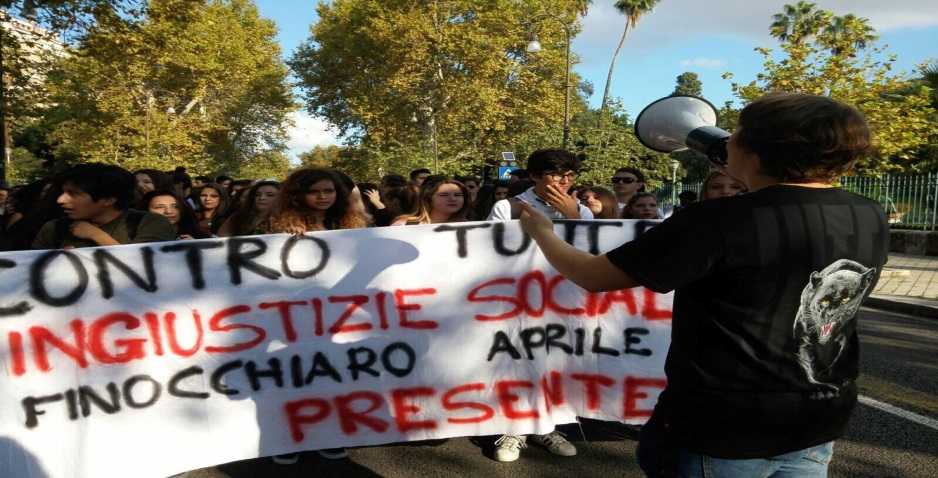 CONTRO TUTTE
INGIUSTIZIE SOCIALI
FINOCCHIARO APRILE
PRESENTE